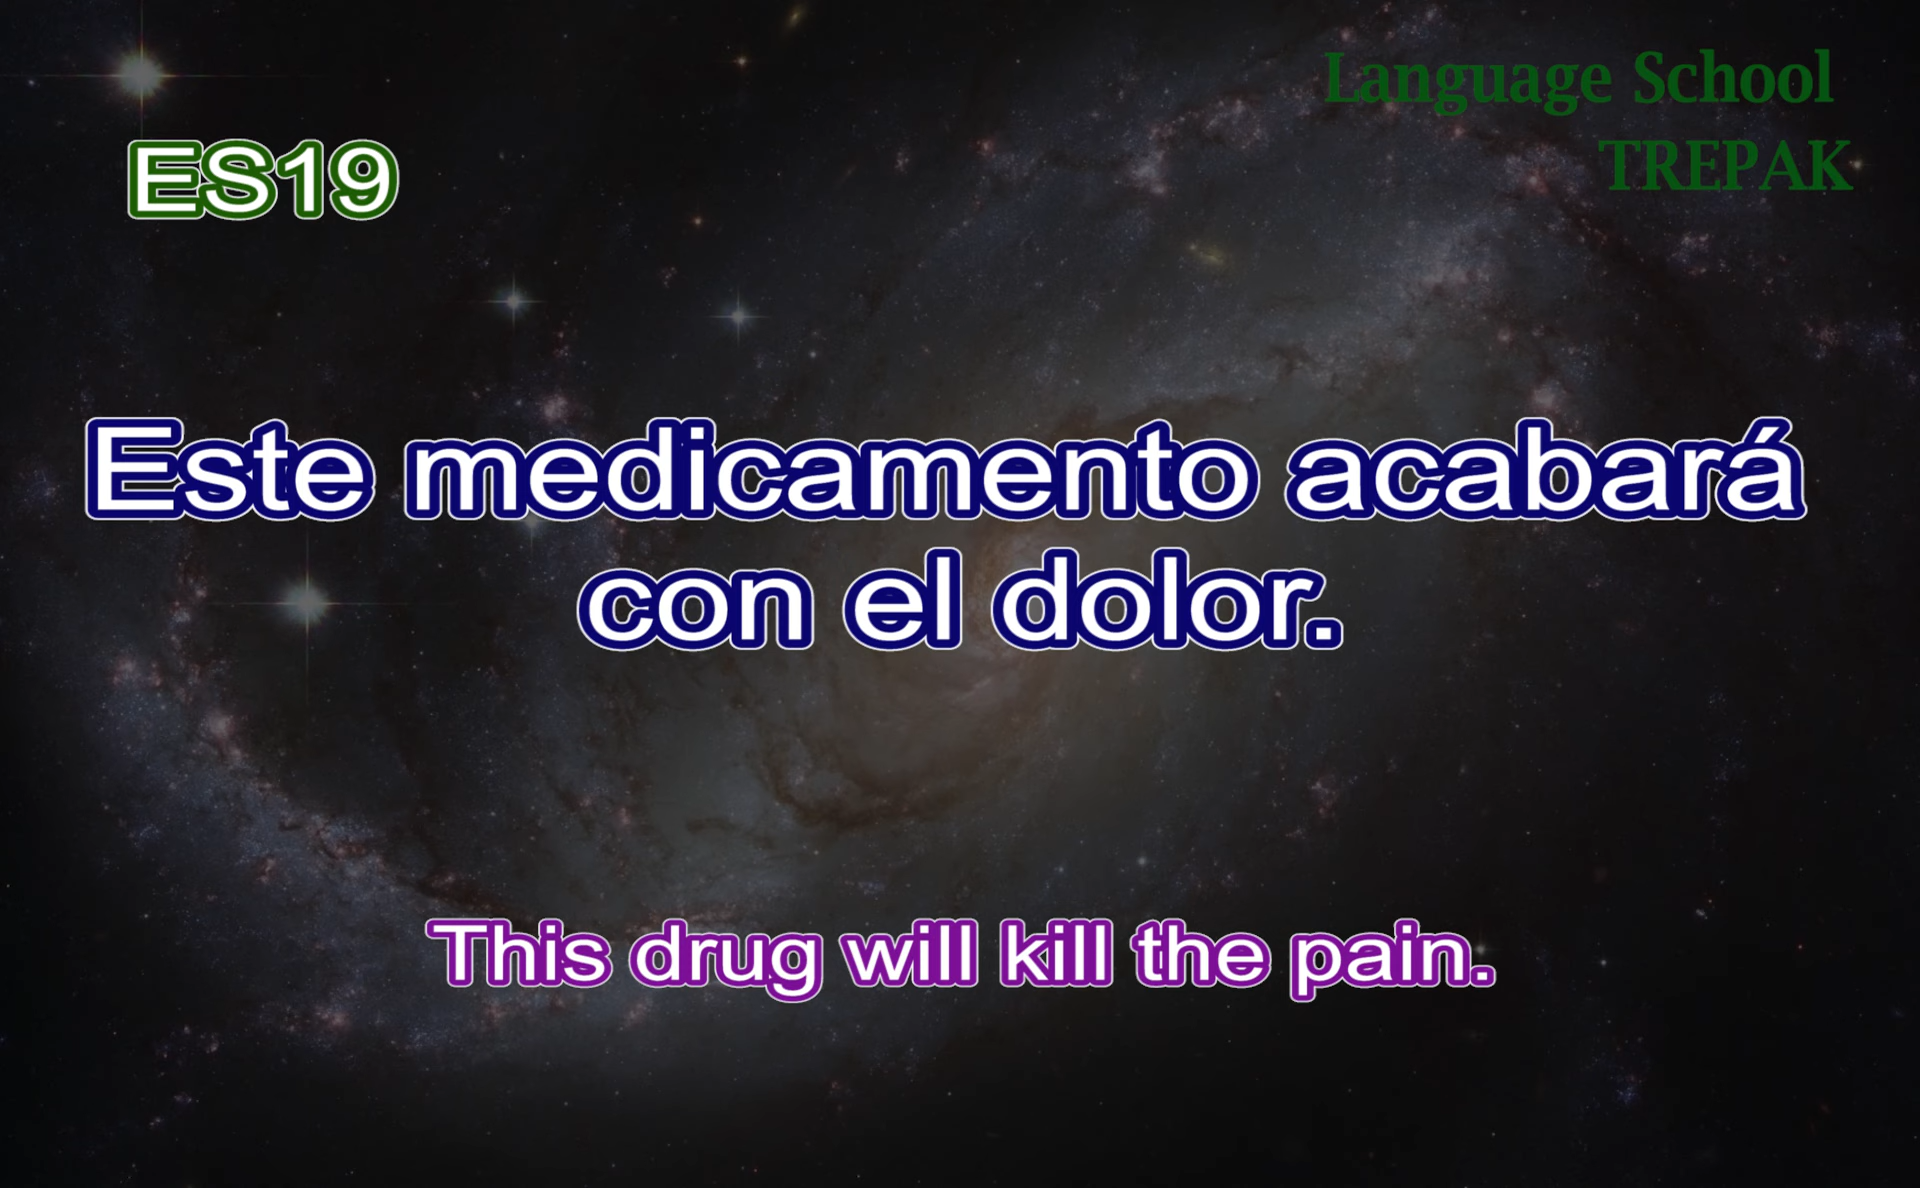 Language School
TREPAK
ES19
Este medicamento acabará
con el dolor.
This drug will kill the pain.